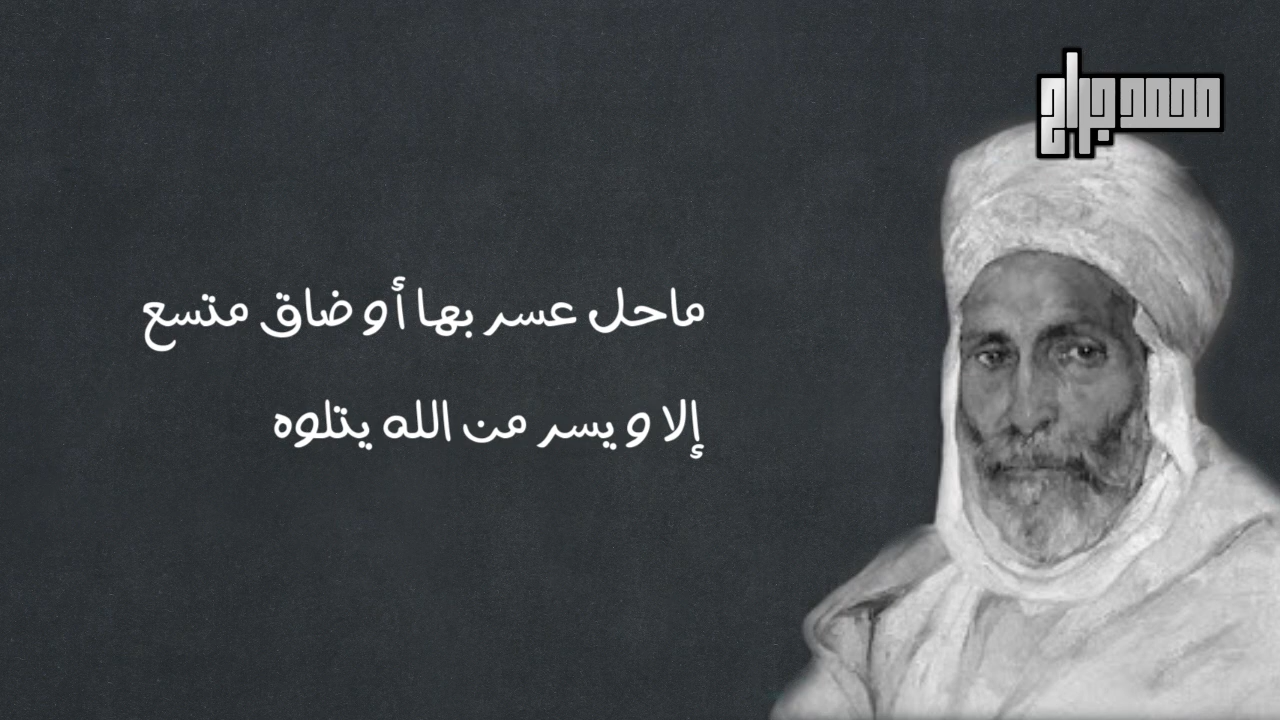 محمد جراح
ماحل عسر بها أو ضاق متسع
إلا و يسر من الله يتلوه